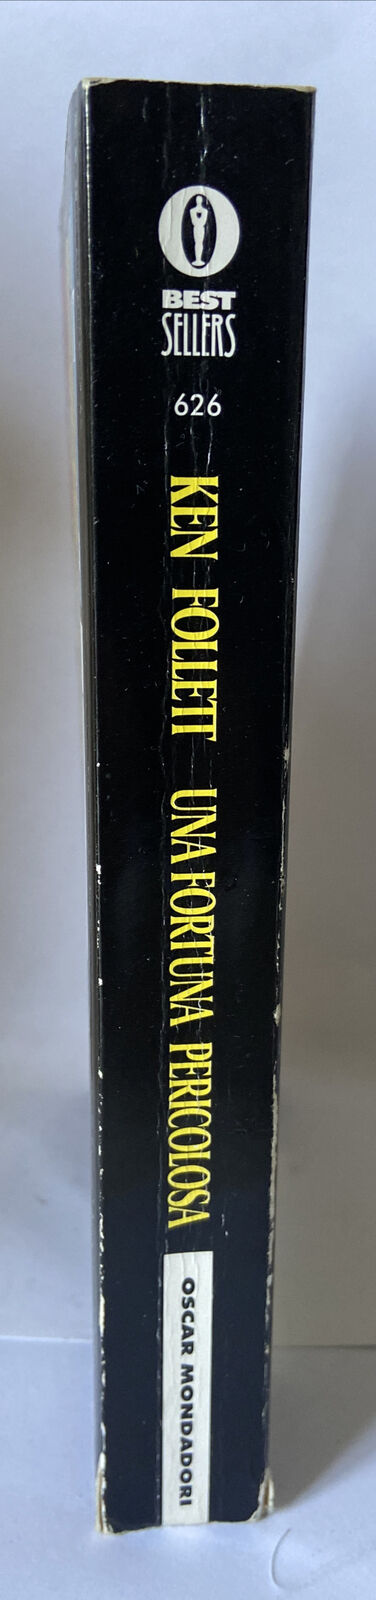 BEST
SELLERS
626
KEN FOLLETT UNA FORTUNA PERICOLOSA
OSCAR MONDADORI